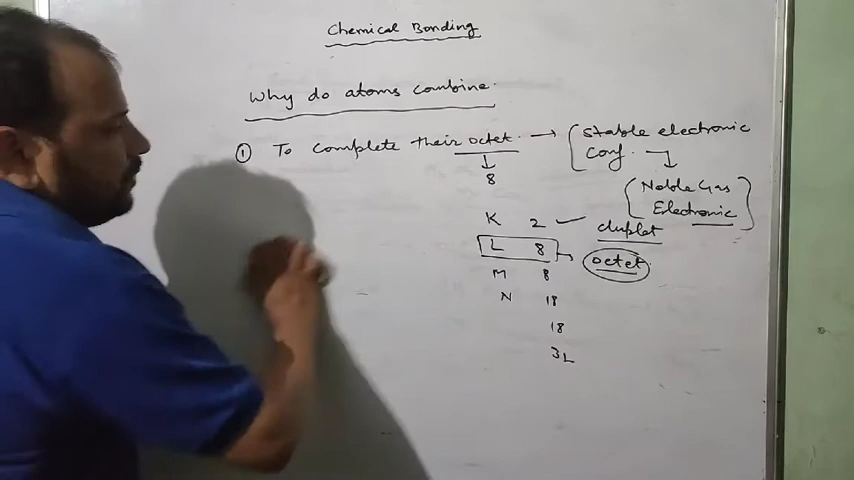 Chemical Bonding
Why do atoms combine.
① To complete their octet. → Stable electronic
Conf. →
↓
8
(Noble Gas
Electronic)
K 2 — duplet
L 8 → octet
M 8
N 18
18
32